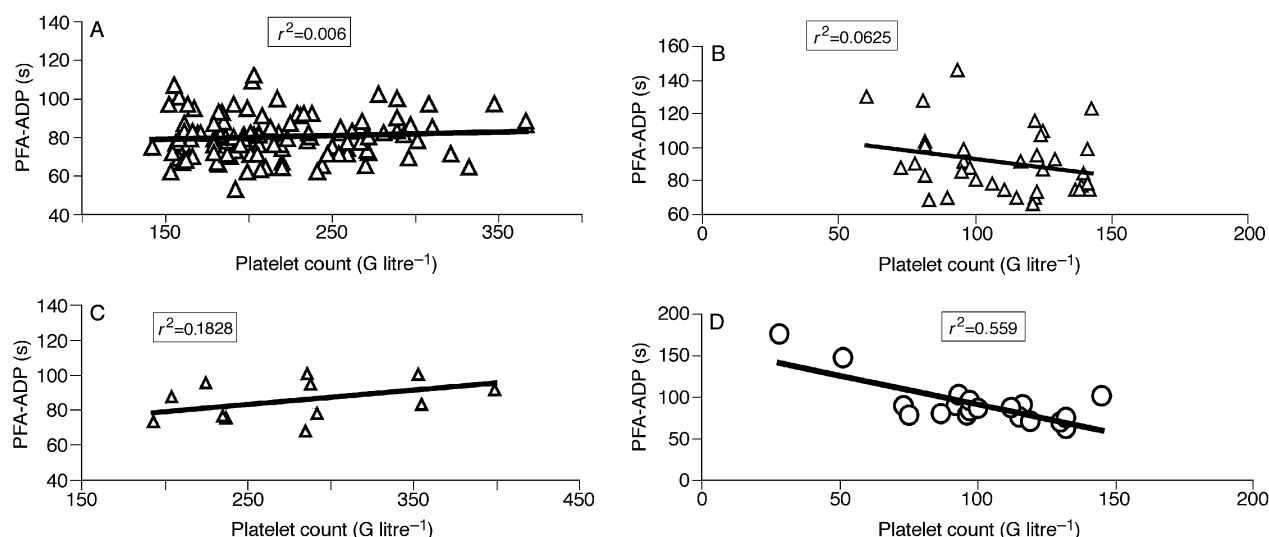 A
r²=0.006
PFA-ADP (s)
140
120
100
80
60
40
150
250
350
Platelet count (G litre⁻¹)
B
r²=0.0625
PFA-ADP (s)
160
140
120
100
80
60
0
50
100
150
200
Platelet count (G litre⁻¹)
C
r²=0.1828
PFA-ADP (s)
140
120
100
80
60
40
150
250
350
450
Platelet count (G litre⁻¹)
D
r²=0.559
PFA-ADP (s)
200
150
100
50
0
0
50
100
150
200
Platelet count (G litre⁻¹)